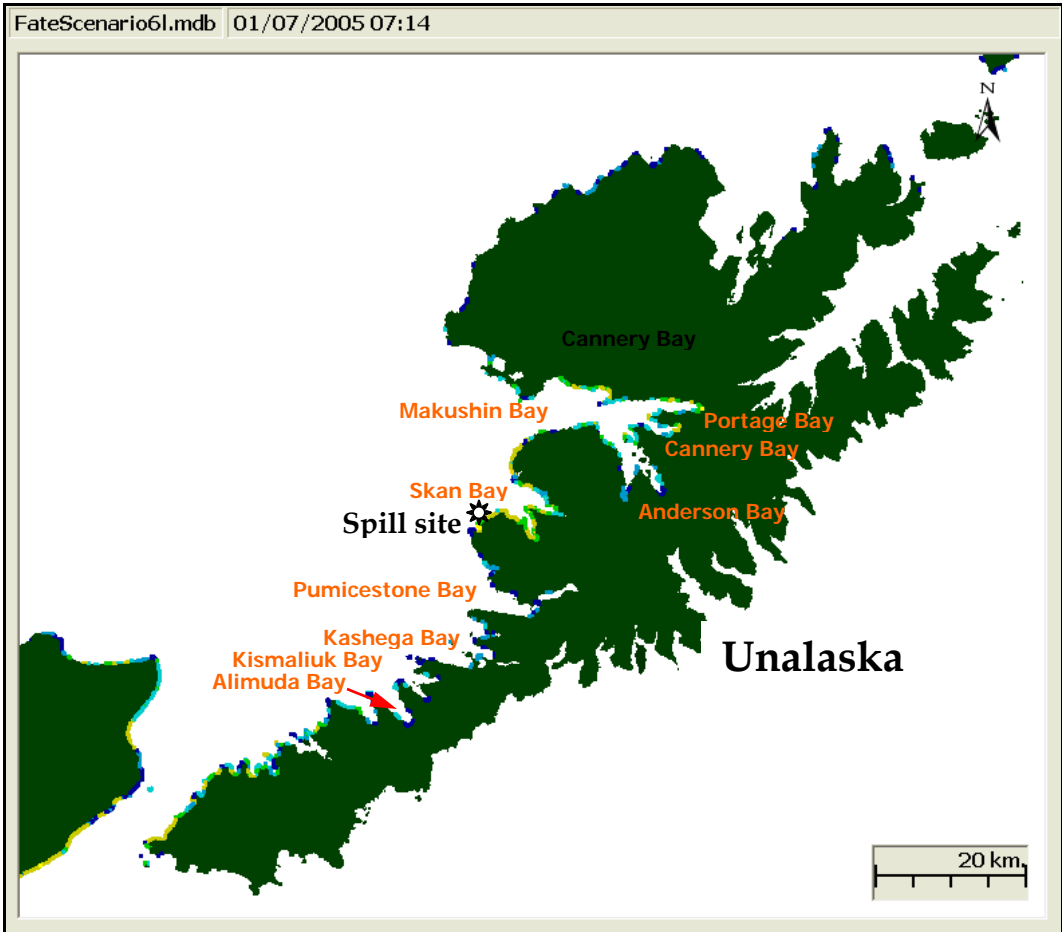 FateScenario6l.mdb 01/07/2005 07:14
N
Cannery Bay
Makushin Bay
Portage Bay
Cannery Bay
Skan Bay
Anderson Bay
Spill site
Pumicestone Bay
Kashega Bay
Unalaska
Kismaliuk Bay
Alimuda Bay
20 km.